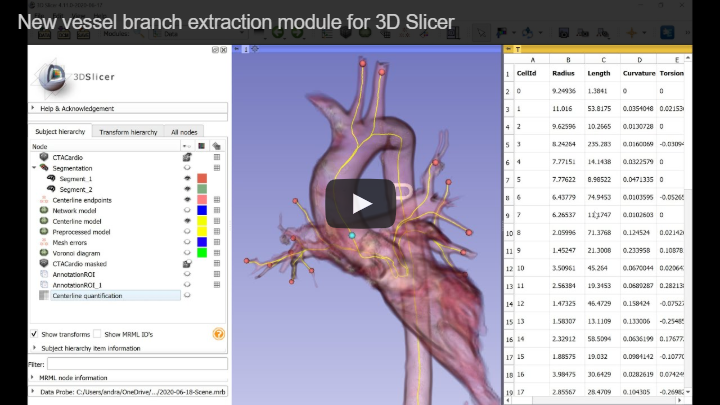 New vessel branch extraction module for 3D Slicer
3DSlicer
Help & Acknowledgement
Subject hierarchy Transform hierarchy All nodes
Node
CTACardio
Segmentation
Segment_1
Segment_2
Centerline endpoints
Network model
Centerline model
Preprocessed model
Mesh errors
Voronoi diagram
CTACardio masked
AnnotationROI
AnnotationROI_1
Centerline quantification
Show transforms Show MRML ID's
Subject hierarchy item information
Filter:
MRML node information
Data Probe: C:/Users/andra/OneDrive/.../2020-06-18-Scene.mrb
1
T
A B C D E
1 CellId Radius Length Curvature Torsion
2 0 9.24936 1.3841 0 0
3 1 11.016 53.8175 0.0354048 0.02153
4 2 9.62596 10.2665 0.0130728 0
5 3 8.24264 235.283 0.0160069 -0.03094
6 4 7.77151 14.1438 0.0322579 0
7 5 7.77622 8.98522 0.0471335 0
8 6 6.43779 74.9453 0.0103595 -0.05265
9 7 6.26537 0.0102603 0
10 8 2.05996 71.3768 0.124524 0.02142
11 9 1.45247 21.3008 0.233958 0.10878
12 10 3.50961 45.264 0.0670044 0.02064
13 11 2.56384 19.3453 0.0689287 0.28213
14 12 1.47325 46.4729 0.158424 -0.07527
15 13 1.58307 13.1109 0.133006 -0.25485
16 14 2.32912 58.5094 0.0636199 0.17677
17 15 1.88575 19.032 0.0984142 -0.10770
18 16 3.98475 30.6429 0.0282619 0.07424
19 17 2.85567 28.4709 0.104305 -0.26982